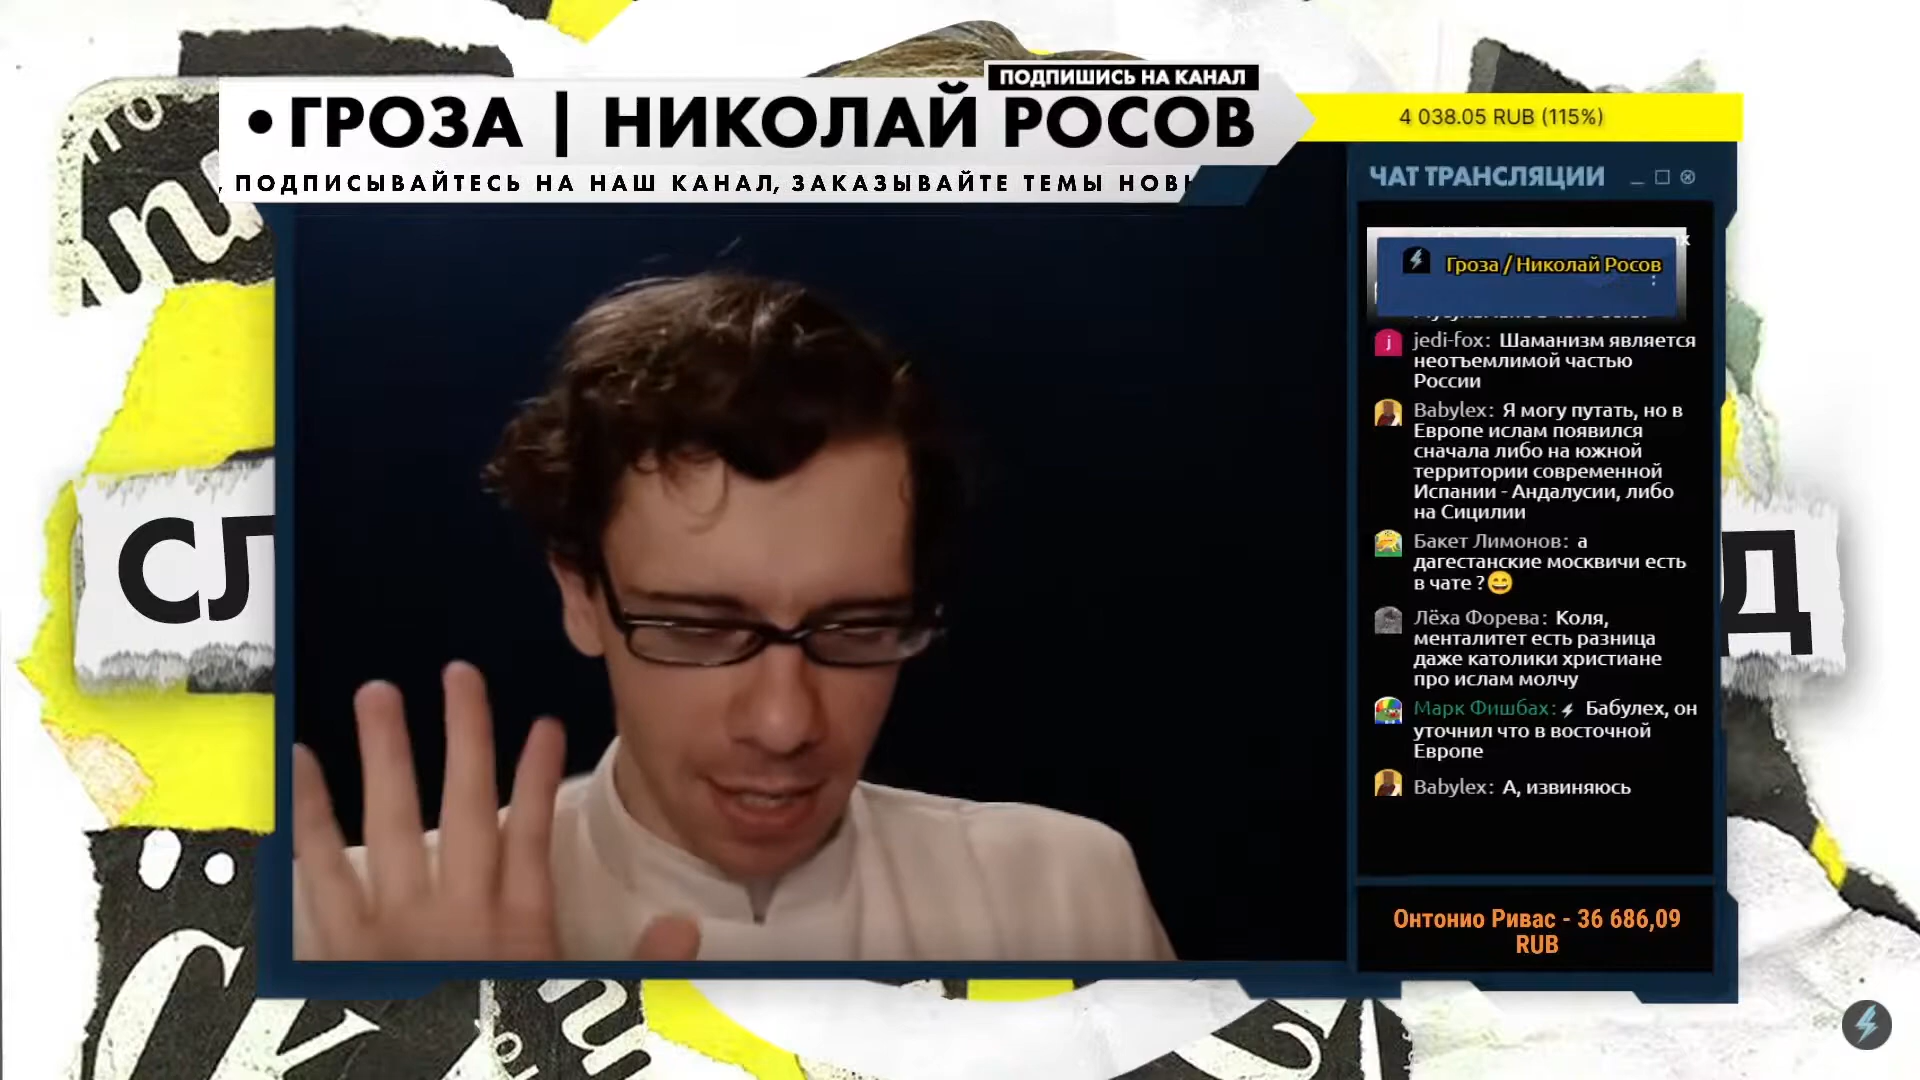 ПОДПИШИСЬ НА КАНАЛ
• ГРОЗА | НИКОЛАЙ РОСОВ
, ПОДПИСЫВАЙТЕСЬ НА НАШ КАНАЛ, ЗАКАЗЫВАЙТЕ ТЕМЫ
4 038.05 RUB (115%)
ЧАТ ТРАНСЛЯЦИИ
Гроза / Николай Росов
jedi-fox: Шаманизм является
неотъемлимой частью
России
Babylex: Я могу путать, но в
Европе ислам появился
сначала либо на южной
территории современной
Испании - Андалусии, либо
на Сицилии
Бакет Лимонов: а
дагестанские москвичи есть
в чате ?😄
Лёха Форева: Коля,
менталитет есть разница
даже католики христиане
про ислам молчу
Марк Фишбах: Бабулех, он
уточнил что в восточной
Европе
Babylex: А, извиняюсь
Онтонио Ривас - 36 686,09
RUB
СЛ
Д